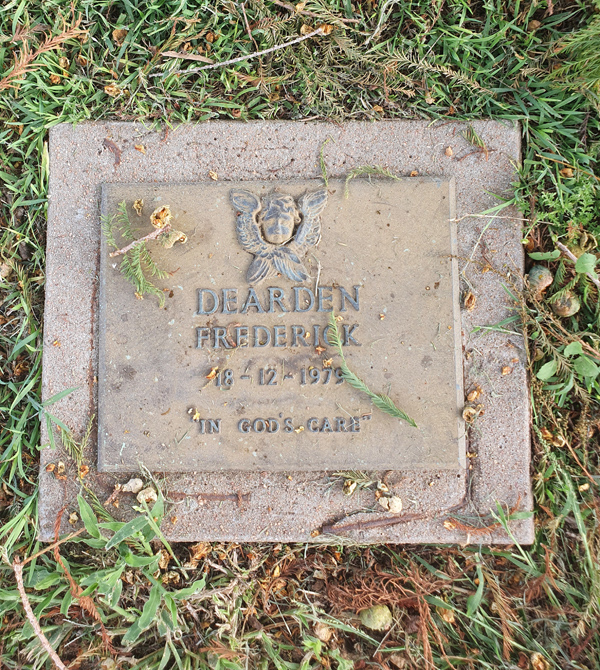 DEARDEN
FREDERICK
18 - 12 - 1979
"IN GOD'S CARE"